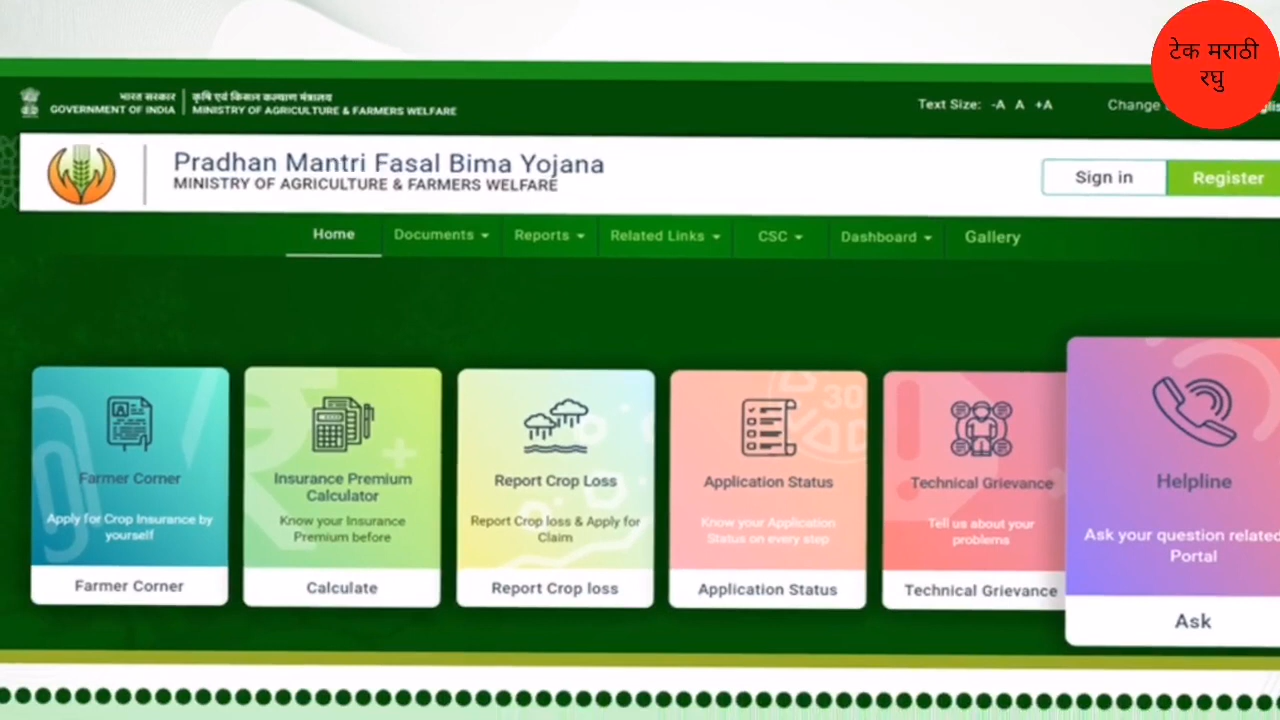 टेक मराठी
रघु
भारत सरकार
GOVERNMENT OF INDIA
कृषि एवं किसान कल्याण मंत्रालय
MINISTRY OF AGRICULTURE & FARMERS WELFARE
Text Size: -A A +A
Change
Pradhan Mantri Fasal Bima Yojana
MINISTRY OF AGRICULTURE & FARMERS WELFARE
Sign in
Register
Home
Documents
Reports
Related Links
CSC
Dashboard
Gallery
Farmer Corner
Apply for Crop Insurance by
yourself
Farmer Corner
Insurance Premium
Calculator
Know your Insurance
Premium before
Calculate
Report Crop Loss
Report Crop loss & Apply for
Claim
Report Crop loss
30
Application Status
Know your Application
Status on every step
Application Status
Technical Grievance
Tell us about your
problems
Technical Grievance
Helpline
Ask your question related
Portal
Ask